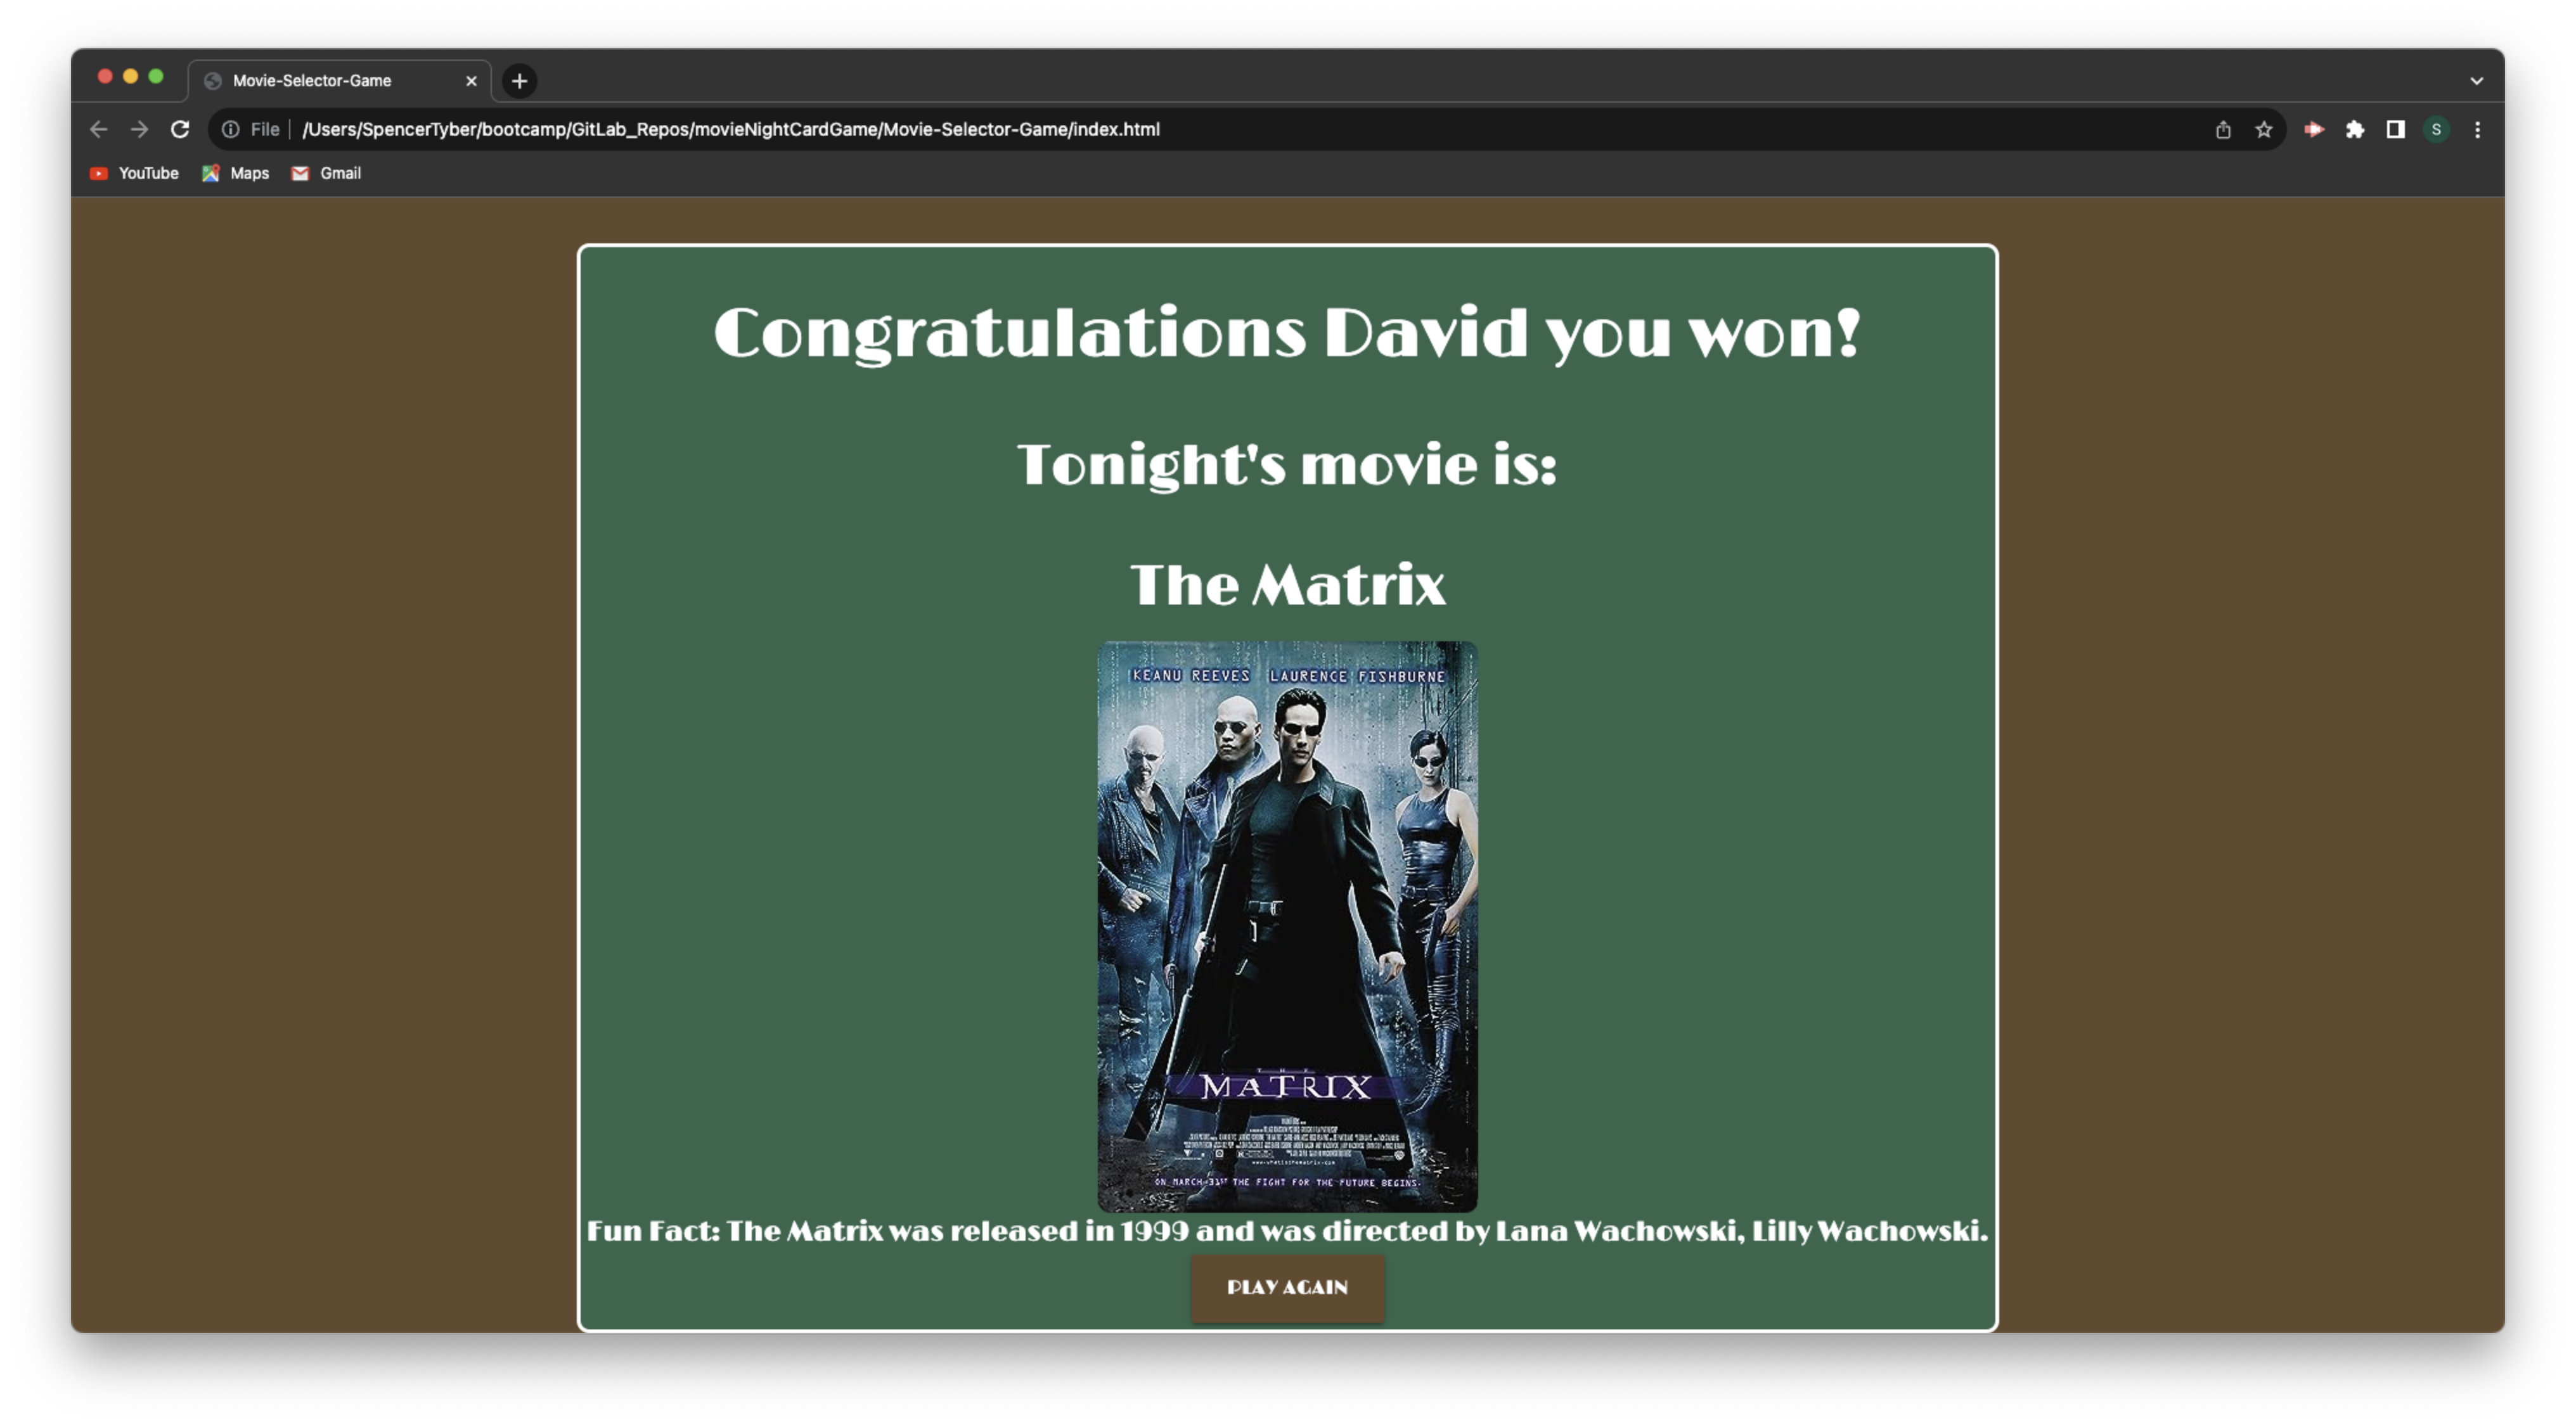 Movie-Selector-Game
File /Users/SpencerTyber/bootcamp/GitLab_Repos/movieNightCardGame/Movie-Selector-Game/index.html
S
YouTube Maps Gmail
Congratulations David you won!
Tonight's movie is:
The Matrix
KEANU REEVES LAURENCE FISHBURNE
THE
MATRIX
www.whatisthematrix.com
ON MARCH 31ST THE FIGHT FOR THE FUTURE BEGINS.
Fun Fact: The Matrix was released in 1999 and was directed by Lana Wachowski, Lilly Wachowski.
PLAY AGAIN